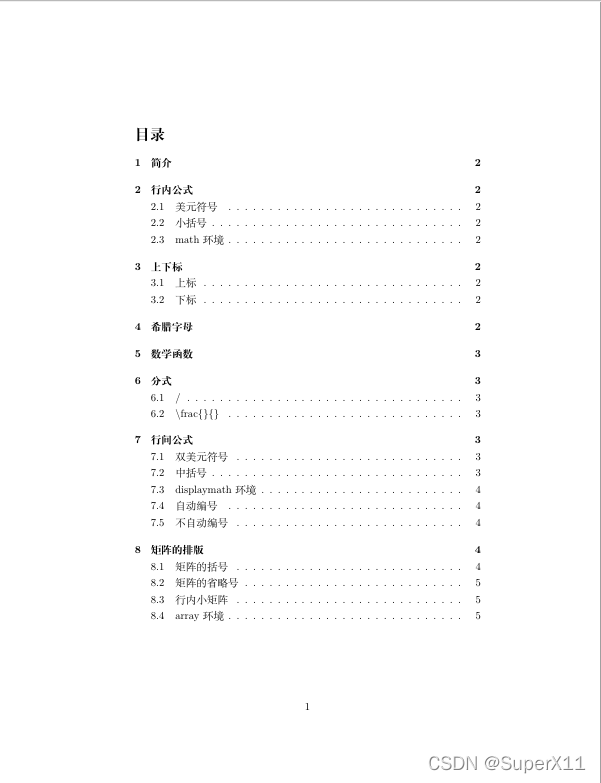 目录
1 简介 2
2 行内公式 2
2.1 美元符号 . . . . . . . . . . . . . . . . . . . . . . . . . . . . . 2
2.2 小括号 . . . . . . . . . . . . . . . . . . . . . . . . . . . . . . . 2
2.3 math 环境 . . . . . . . . . . . . . . . . . . . . . . . . . . . . . 2
3 上下标 2
3.1 上标 . . . . . . . . . . . . . . . . . . . . . . . . . . . . . . . . 2
3.2 下标 . . . . . . . . . . . . . . . . . . . . . . . . . . . . . . . . 2
4 希腊字母 2
5 数学函数 3
6 分式 3
6.1 / . . . . . . . . . . . . . . . . . . . . . . . . . . . . . . . . . . 3
6.2 \frac{}{} . . . . . . . . . . . . . . . . . . . . . . . . . . . . . 3
7 行间公式 3
7.1 双美元符号 . . . . . . . . . . . . . . . . . . . . . . . . . . . . 3
7.2 中括号 . . . . . . . . . . . . . . . . . . . . . . . . . . . . . . . 3
7.3 displaymath 环境 . . . . . . . . . . . . . . . . . . . . . . . . . 4
7.4 自动编号 . . . . . . . . . . . . . . . . . . . . . . . . . . . . . 4
7.5 不自动编号 . . . . . . . . . . . . . . . . . . . . . . . . . . . . 4
8 矩阵的排版 4
8.1 矩阵的括号 . . . . . . . . . . . . . . . . . . . . . . . . . . . . 4
8.2 矩阵的省略号 . . . . . . . . . . . . . . . . . . . . . . . . . . . 5
8.3 行内小矩阵 . . . . . . . . . . . . . . . . . . . . . . . . . . . . 5
8.4 array 环境 . . . . . . . . . . . . . . . . . . . . . . . . . . . . . 5
1
CSDN @SuperX11